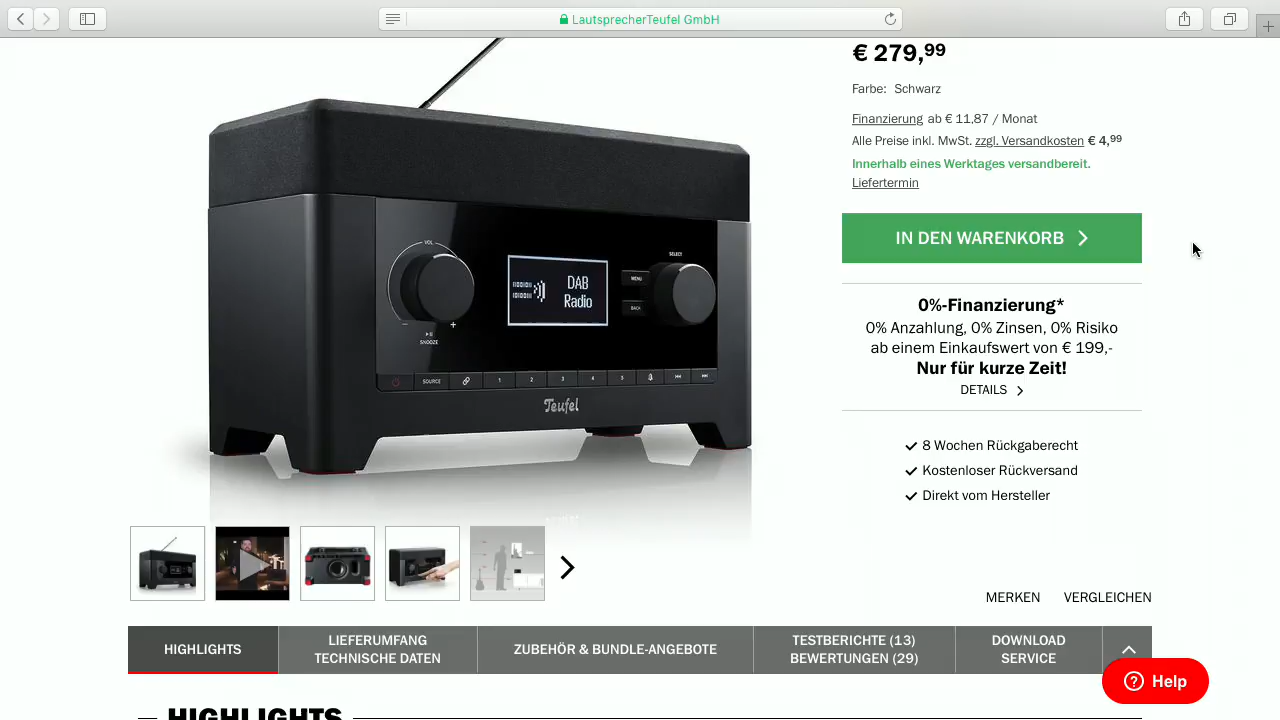 LautsprecherTeufel GmbH
€ 279,99
Farbe: Schwarz
Finanzierung ab € 11,87 / Monat
Alle Preise inkl. MwSt. zzgl. Versandkosten € 4,99
Innerhalb eines Werktages versandbereit.
Liefertermin
IN DEN WARENKORB
0%-Finanzierung*
0% Anzahlung, 0% Zinsen, 0% Risiko
ab einem Einkaufswert von € 199,-
Nur für kurze Zeit!
DETAILS
8 Wochen Rückgaberecht
Kostenloser Rückversand
Direkt vom Hersteller
VOL
DAB
Radio
SELECT
MENU
BACK
SNOOZE
SOURCE 1 2 3 4 5
Teufel
MERKEN VERGLEICHEN
HIGHLIGHTS
LIEFERUMFANG
TECHNISCHE DATEN
ZUBEHÖR & BUNDLE-ANGEBOTE
TESTBERICHTE (13)
BEWERTUNGEN (29)
DOWNLOAD
SERVICE
Help
HIGHLIGHTS